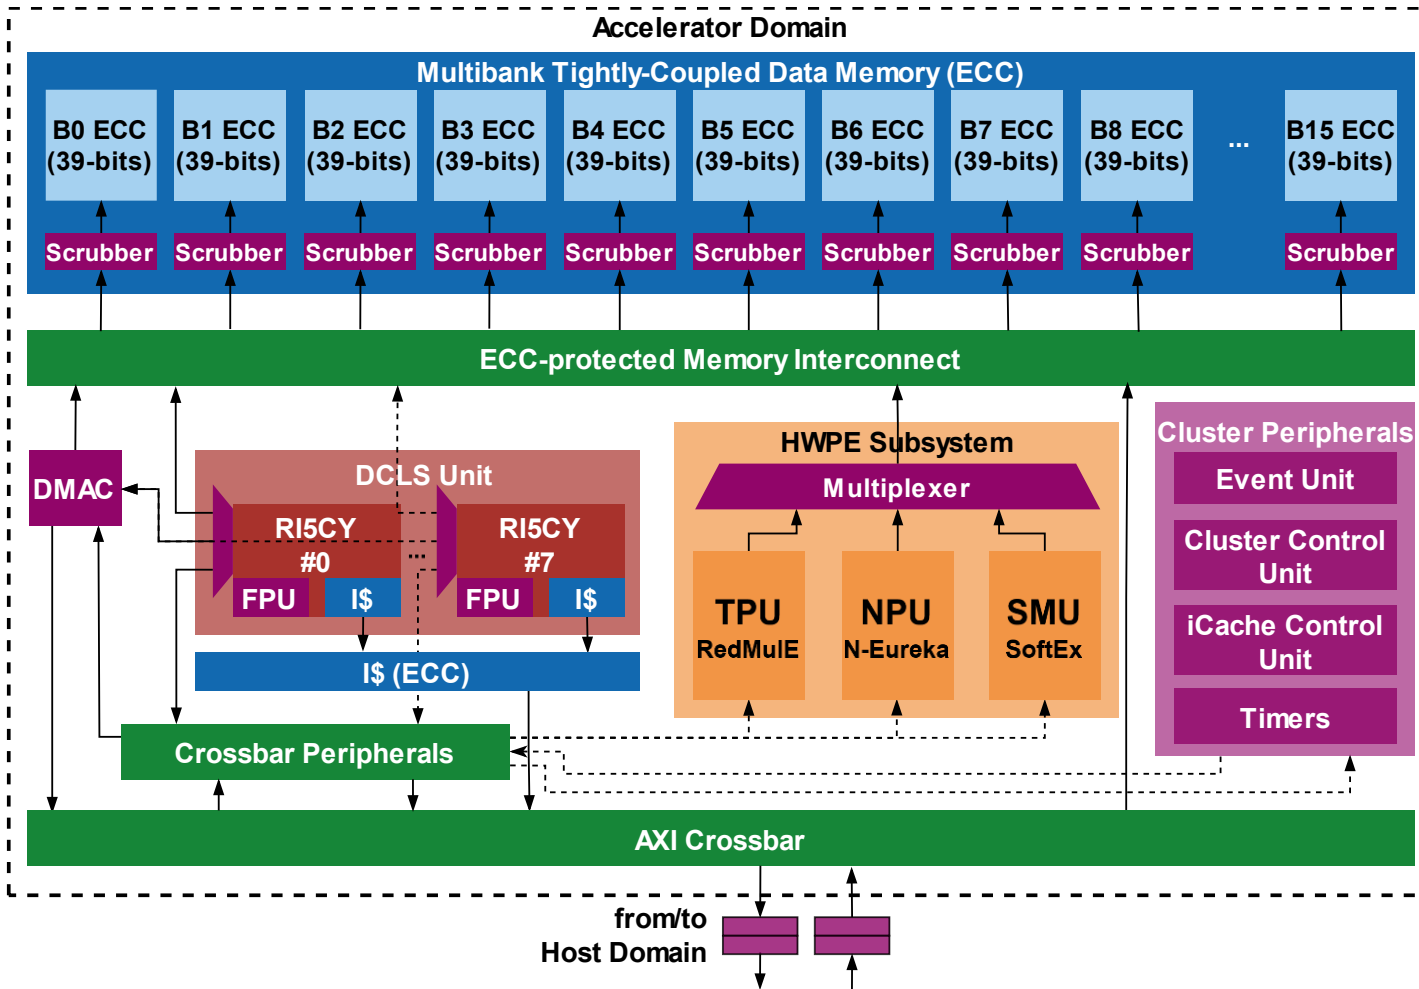 Accelerator Domain
Multibank Tightly-Coupled Data Memory (ECC)
B0 ECC
(39-bits)
B1 ECC
(39-bits)
B2 ECC
(39-bits)
B3 ECC
(39-bits)
B4 ECC
(39-bits)
B5 ECC
(39-bits)
B6 ECC
(39-bits)
B7 ECC
(39-bits)
B8 ECC
(39-bits)
...
B15 ECC
(39-bits)
Scrubber
Scrubber
Scrubber
Scrubber
Scrubber
Scrubber
Scrubber
Scrubber
Scrubber
Scrubber
ECC-protected Memory Interconnect
DMAC
DCLS Unit
RI5CY
#0
FPU
I$
...
RI5CY
#7
FPU
I$
I$ (ECC)
HWPE Subsystem
Multiplexer
TPU
RedMulE
NPU
N-Eureka
SMU
SoftEx
Cluster Peripherals
Event Unit
Cluster Control
Unit
iCache Control
Unit
Timers
Crossbar Peripherals
AXI Crossbar
from/to
Host Domain